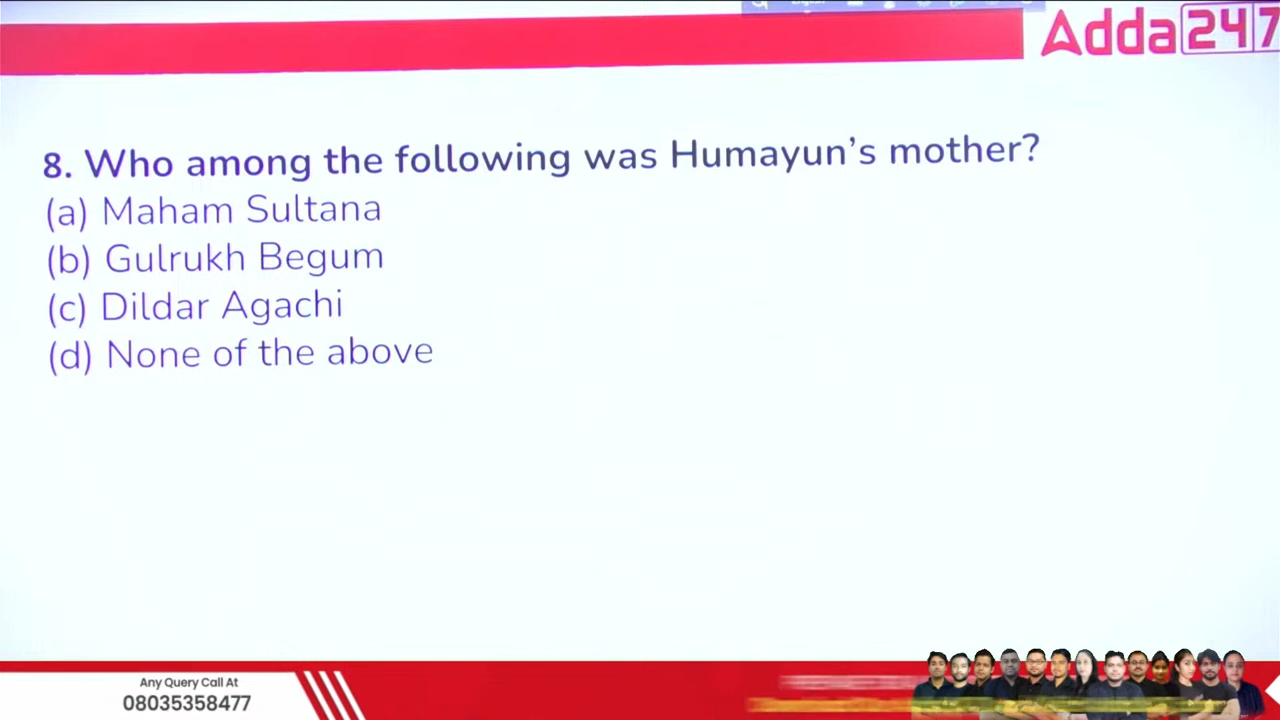 Adda247
8. Who among the following was Humayun's mother?
(a) Maham Sultana
(b) Gulrukh Begum
(c) Dildar Agachi
(d) None of the above
Any Query Call At
08035358477